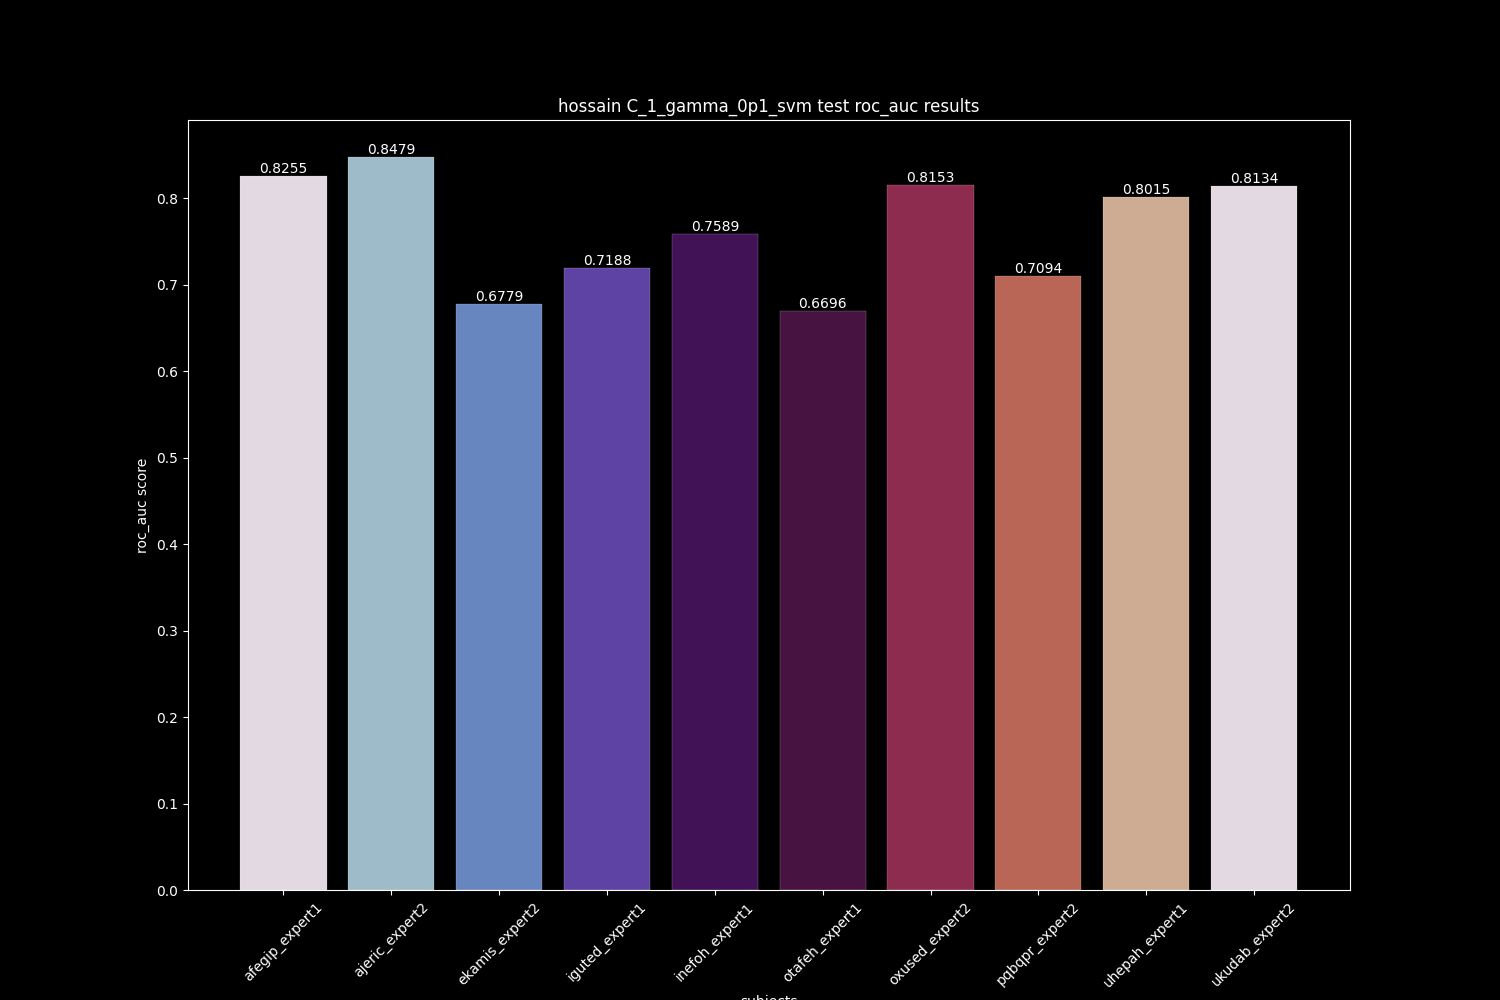 hossain C_1_gamma_0p1_svm test roc_auc results
0.8255
0.8479
0.6779
0.7188
0.7589
0.6696
0.8153
0.7094
0.8015
0.8134
roc_auc score
0.8
0.7
0.6
0.5
0.4
0.3
0.2
0.1
0.0
afegip_expert1
ajeric_expert2
ekamis_expert2
iguted_expert1
inefoh_expert1
otafeh_expert1
oxused_expert2
pqbqpr_expert2
uhepah_expert1
ukudab_expert2
subjects